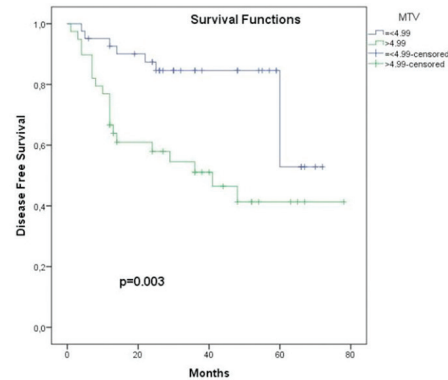 Survival Functions
MTV
=<4.99
>4.99
=<4.99-censored
>4.99-censored
1,0
0,8
0,6
0,4
0,2
0,0
Disease Free Survival
p=0.003
0
20
40
60
80
Months